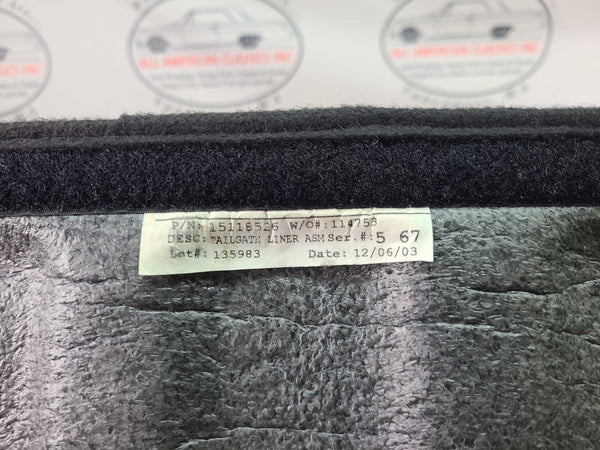 ALL AMERICAN CLASSICS INC.
ALL AMERICAN CLASSICS INC.
P/N: 15118526 W/O#: 114753
DESC: TAILGATE LINER ASM Ser.#: 5 67
Lot#: 135983 Date: 12/06/03